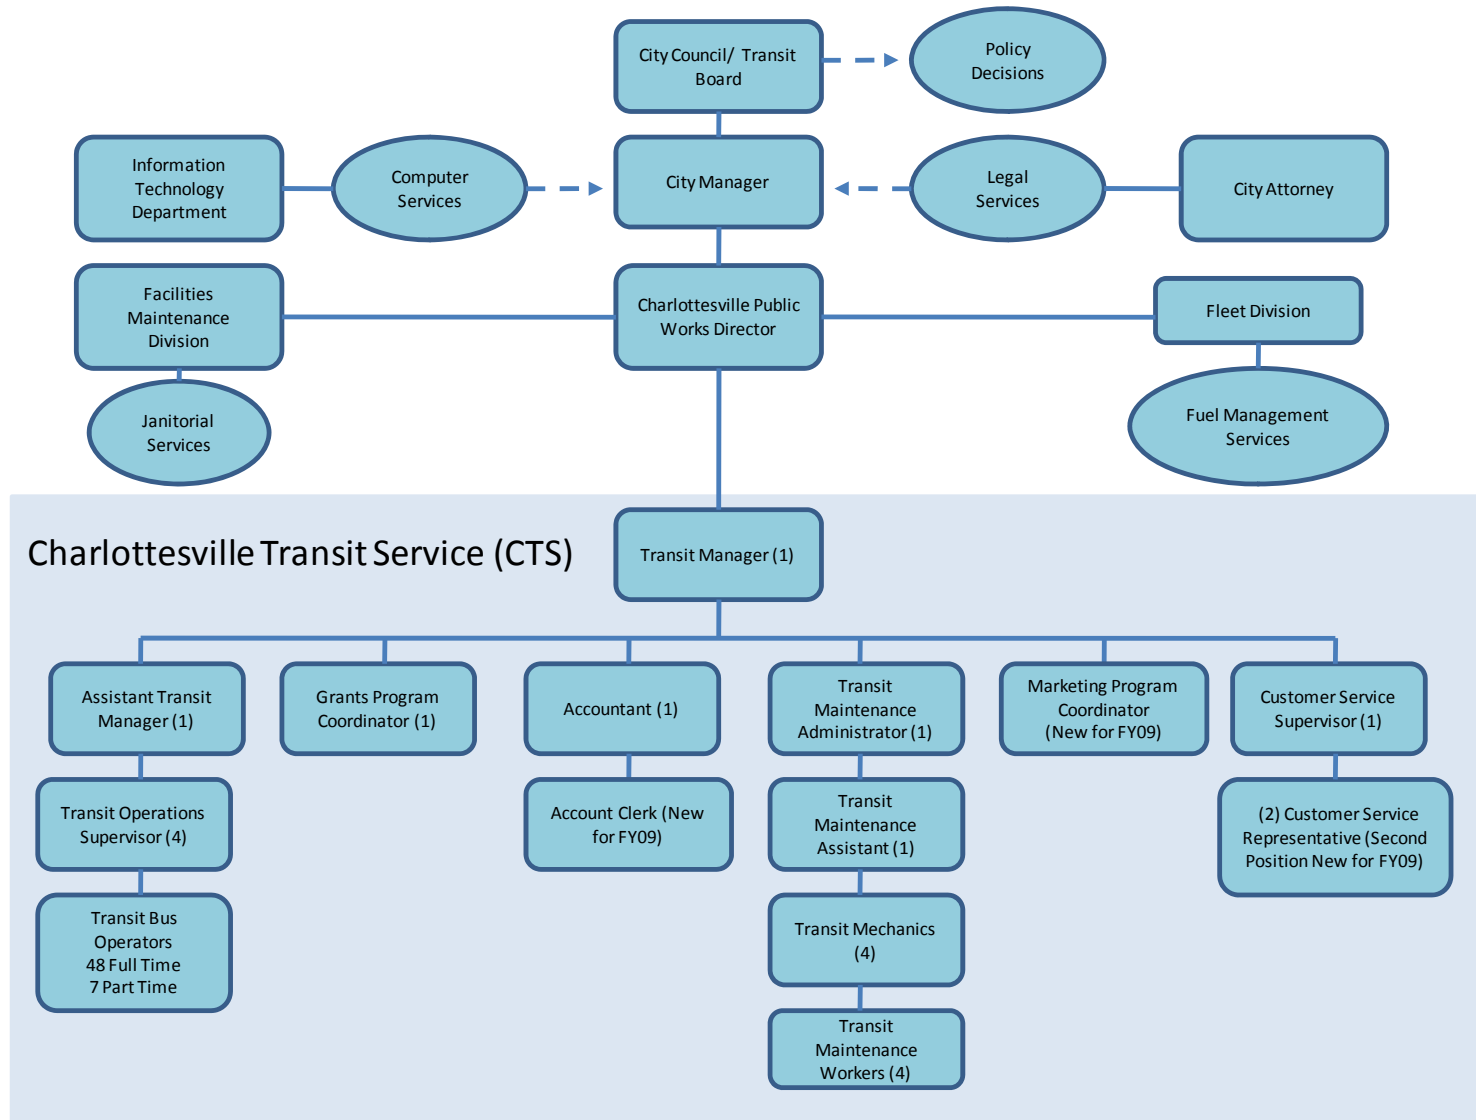 City Council/ Transit
Board
Policy
Decisions
Information
Technology
Department
Computer
Services
City Manager
Legal
Services
City Attorney
Facilities
Maintenance
Division
Charlottesville Public
Works Director
Fleet Division
Janitorial
Services
Fuel Management
Services
Charlottesville Transit Service (CTS)
Transit Manager (1)
Assistant Transit
Manager (1)
Grants Program
Coordinator (1)
Accountant (1)
Transit
Maintenance
Administrator (1)
Marketing Program
Coordinator
(New for FY09)
Customer Service
Supervisor (1)
Transit Operations
Supervisor (4)
Account Clerk (New
for FY09)
Transit
Maintenance
Assistant (1)
(2) Customer Service
Representative (Second
Position New for FY09)
Transit Bus
Operators
48 Full Time
7 Part Time
Transit Mechanics
(4)
Transit
Maintenance
Workers (4)